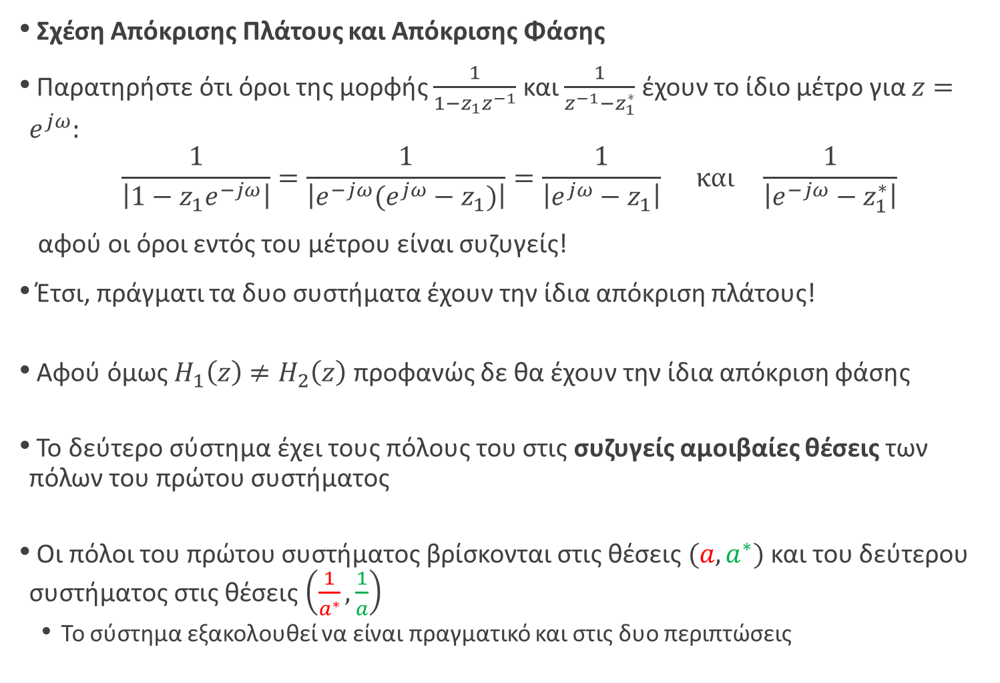 • Σχέση Απόκρισης Πλάτους και Απόκρισης Φάσης
• Παρατηρήστε ότι όροι της μορφής $\frac{1}{1-z_1z^{-1}}$ και $\frac{1}{z^{-1}-z_1^*}$ έχουν το ίδιο μέτρο για $z =$
$e^{j\omega}$:
$\frac{1}{|1-z_1e^{-j\omega}|} = \frac{1}{|e^{-j\omega}(e^{j\omega}-z_1)|} = \frac{1}{|e^{j\omega}-z_1|}$ και $\frac{1}{|e^{-j\omega}-z_1^*|}$
αφού οι όροι εντός του μέτρου είναι συζυγείς!
• Έτσι, πράγματι τα δυο συστήματα έχουν την ίδια απόκριση πλάτους!
• Αφού όμως $H_1(z) \neq H_2(z)$ προφανώς δε θα έχουν την ίδια απόκριση φάσης
• Το δεύτερο σύστημα έχει τους πόλους του στις συζυγείς αμοιβαίες θέσεις των
πόλων του πρώτου συστήματος
• Οι πόλοι του πρώτου συστήματος βρίσκονται στις θέσεις $(a, a^*)$ και του δεύτερου
συστήματος στις θέσεις $\left(\frac{1}{a^*}, \frac{1}{a}\right)$
• Το σύστημα εξακολουθεί να είναι πραγματικό και στις δυο περιπτώσεις